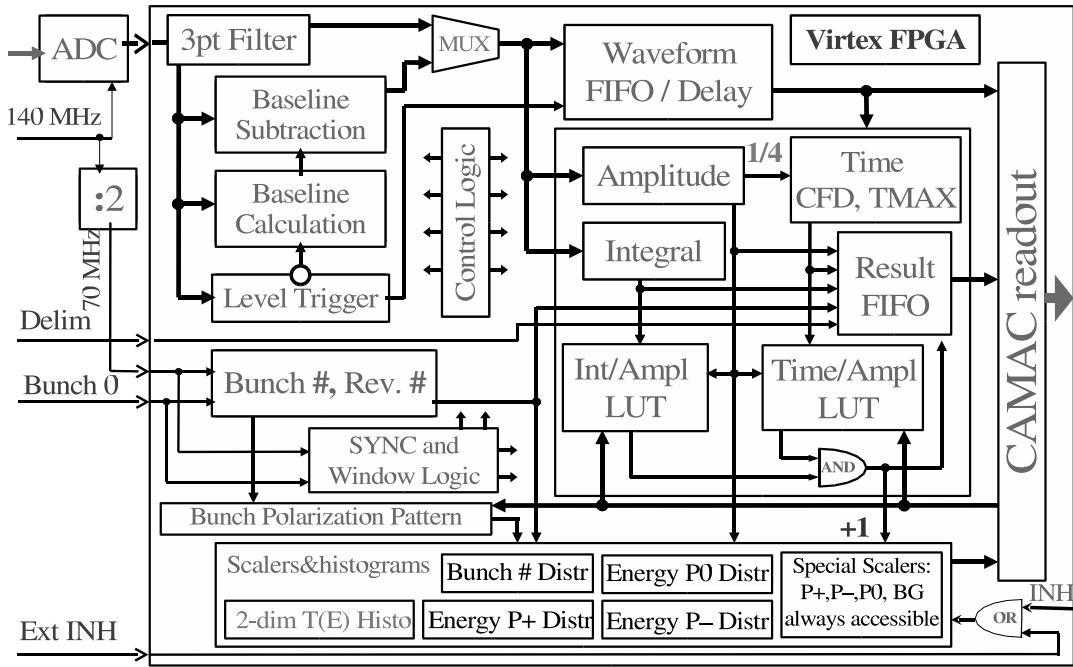 ADC
3pt Filter
MUX
Waveform
FIFO / Delay
Virtex FPGA
140 MHz
Baseline
Subtraction
:2
Baseline
Calculation
Control Logic
Amplitude
1/4
Time
CFD, TMAX
70 MHz
Level Trigger
Integral
Result
FIFO
CAMAC readout
Delim
Bunch 0
Bunch #, Rev. #
Int/Ampl
LUT
Time/Ampl
LUT
SYNC and
Window Logic
AND
Bunch Polarization Pattern
+1
Scalers&histograms
Bunch # Distr
Energy P0 Distr
Special Scalers:
P+,P−,P0, BG
always accessible
2-dim T(E) Histo
Energy P+ Distr
Energy P− Distr
INH
OR
Ext INH